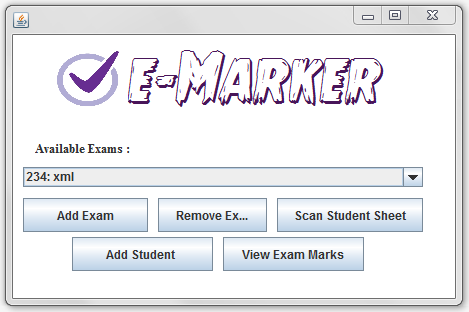 e-Marker
Available Exams :
234: xml
Add Exam Remove Ex... Scan Student Sheet
Add Student View Exam Marks